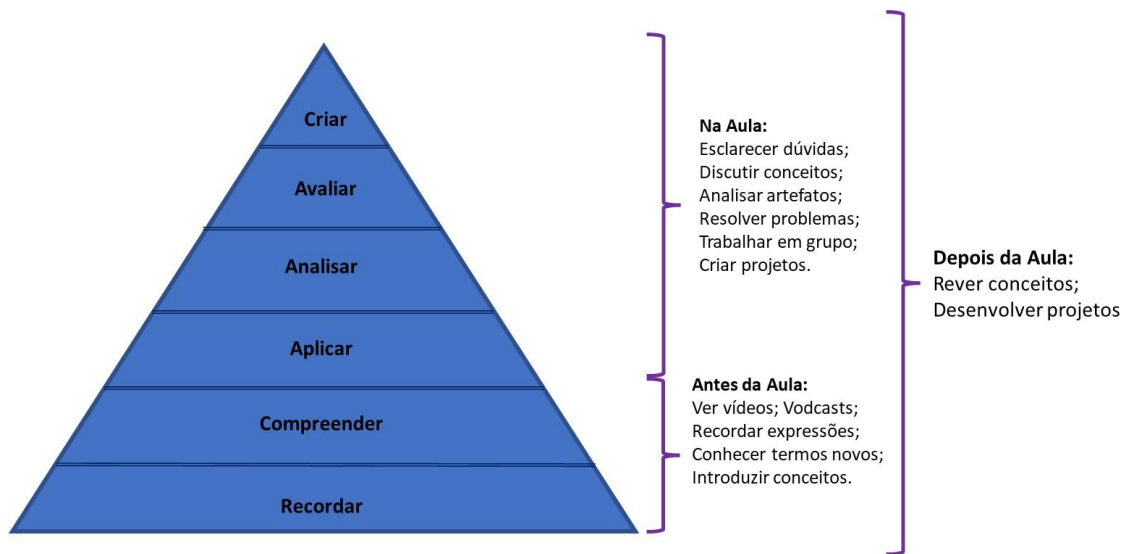 Criar
Avaliar
Analisar
Aplicar
Compreender
Recordar
Na Aula:
Esclarecer dúvidas;
Discutir conceitos;
Analisar artefatos;
Resolver problemas;
Trabalhar em grupo;
Criar projetos.
Antes da Aula:
Ver vídeos; Vodcasts;
Recordar expressões;
Conhecer termos novos;
Introduzir conceitos.
Depois da Aula:
Rever conceitos;
Desenvolver projetos